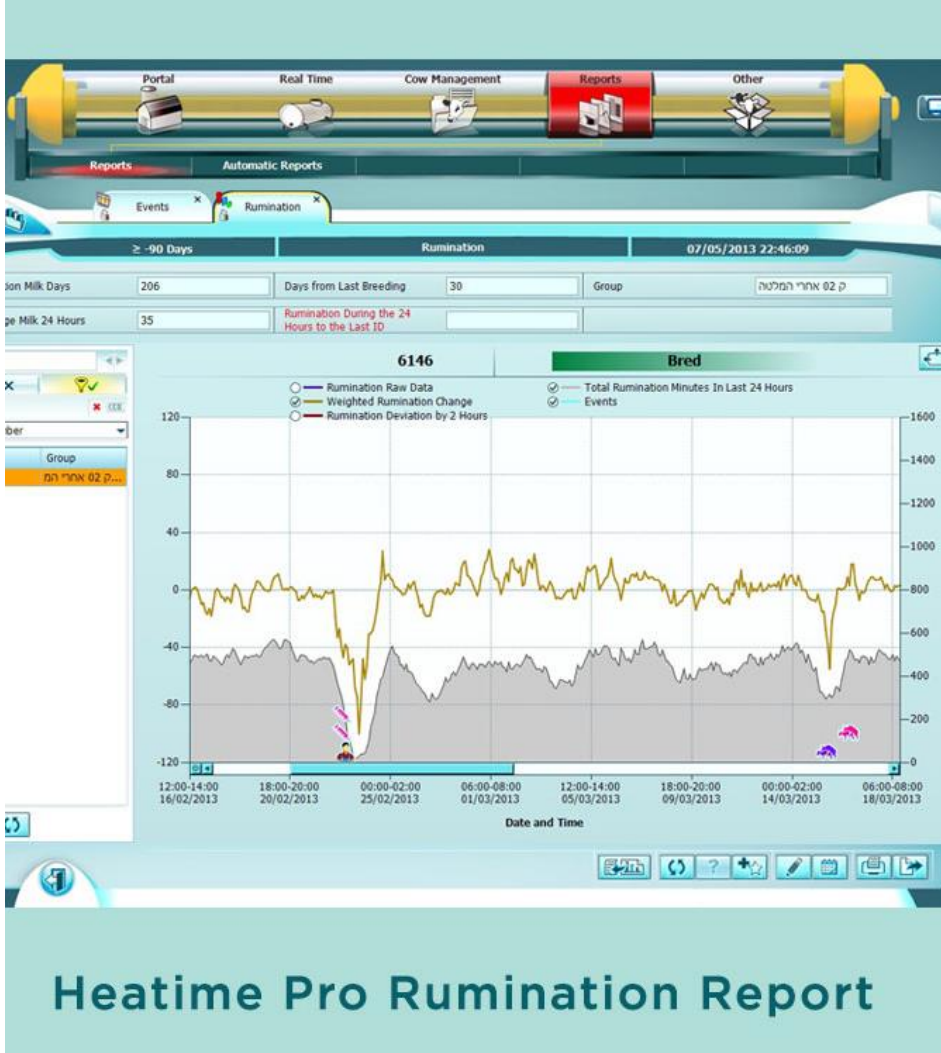 Portal Real Time Cow Management Reports Other
Reports Automatic Reports
Events × Rumination ×
≥ -90 Days Rumination 07/05/2013 22:46:09
ion Milk Days 206 Days from Last Breeding 30 Group ק 02 אחרי המלטה
ge Milk 24 Hours 35 Rumination During the 24
Hours to the Last ID
6146 Bred
Rumination Raw Data Total Rumination Minutes In Last 24 Hours
Weighted Rumination Change Events
Rumination Deviation by 2 Hours
ber
Group
ק 02 אחרי המ...
120 1600
1400
80
1200
40
1000
0 800
600
-40
400
-80
200
-120 0
12:00-14:00 18:00-20:00 00:00-02:00 06:00-08:00 12:00-14:00 18:00-20:00 00:00-02:00 06:00-08:00
16/02/2013 20/02/2013 25/02/2013 01/03/2013 05/03/2013 09/03/2013 14/03/2013 18/03/2013
Date and Time
Heatime Pro Rumination Report